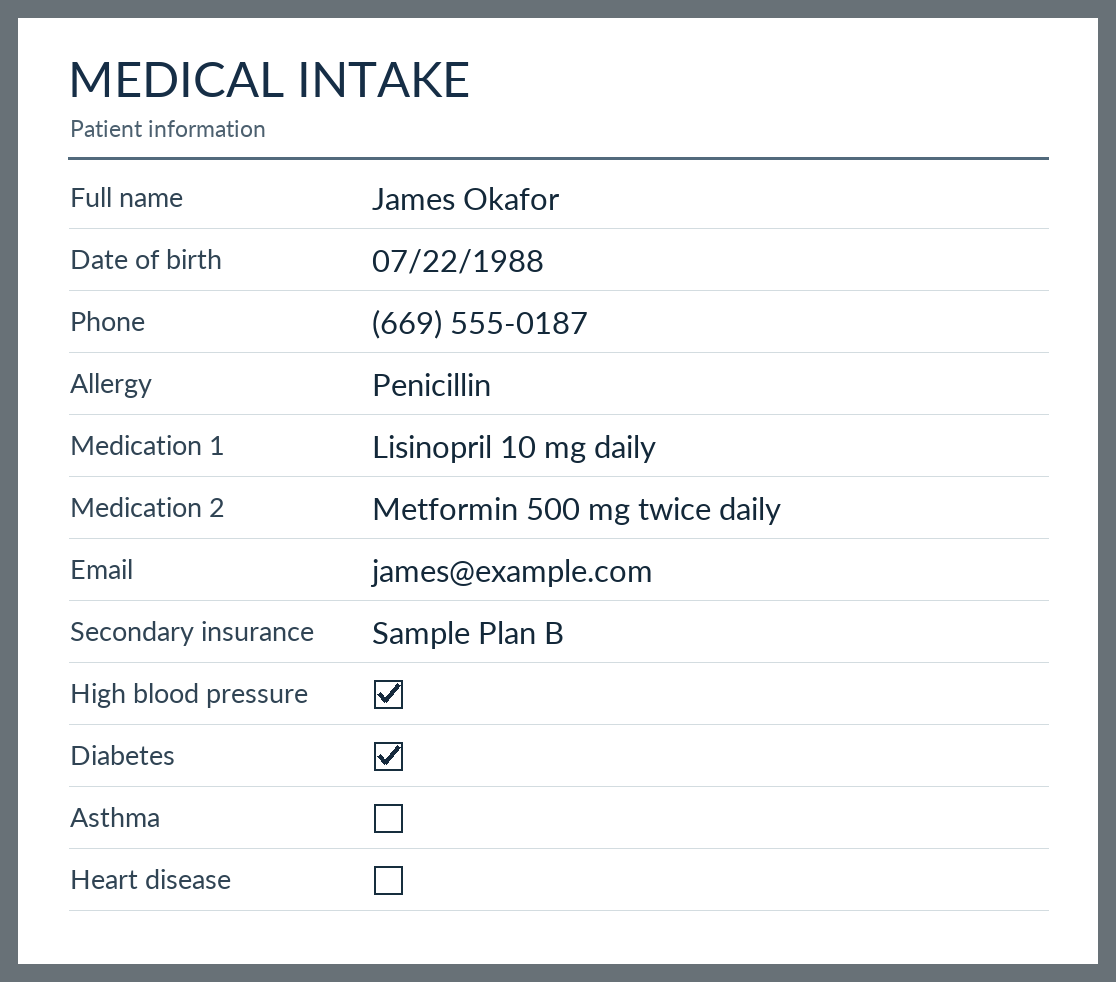 MEDICAL INTAKE
Patient information
Full name James Okafor
Date of birth 07/22/1988
Phone (669) 555-0187
Allergy Penicillin
Medication 1 Lisinopril 10 mg daily
Medication 2 Metformin 500 mg twice daily
Email james@example.com
Secondary insurance Sample Plan B
High blood pressure ☑
Diabetes ☑
Asthma ☐
Heart disease ☐